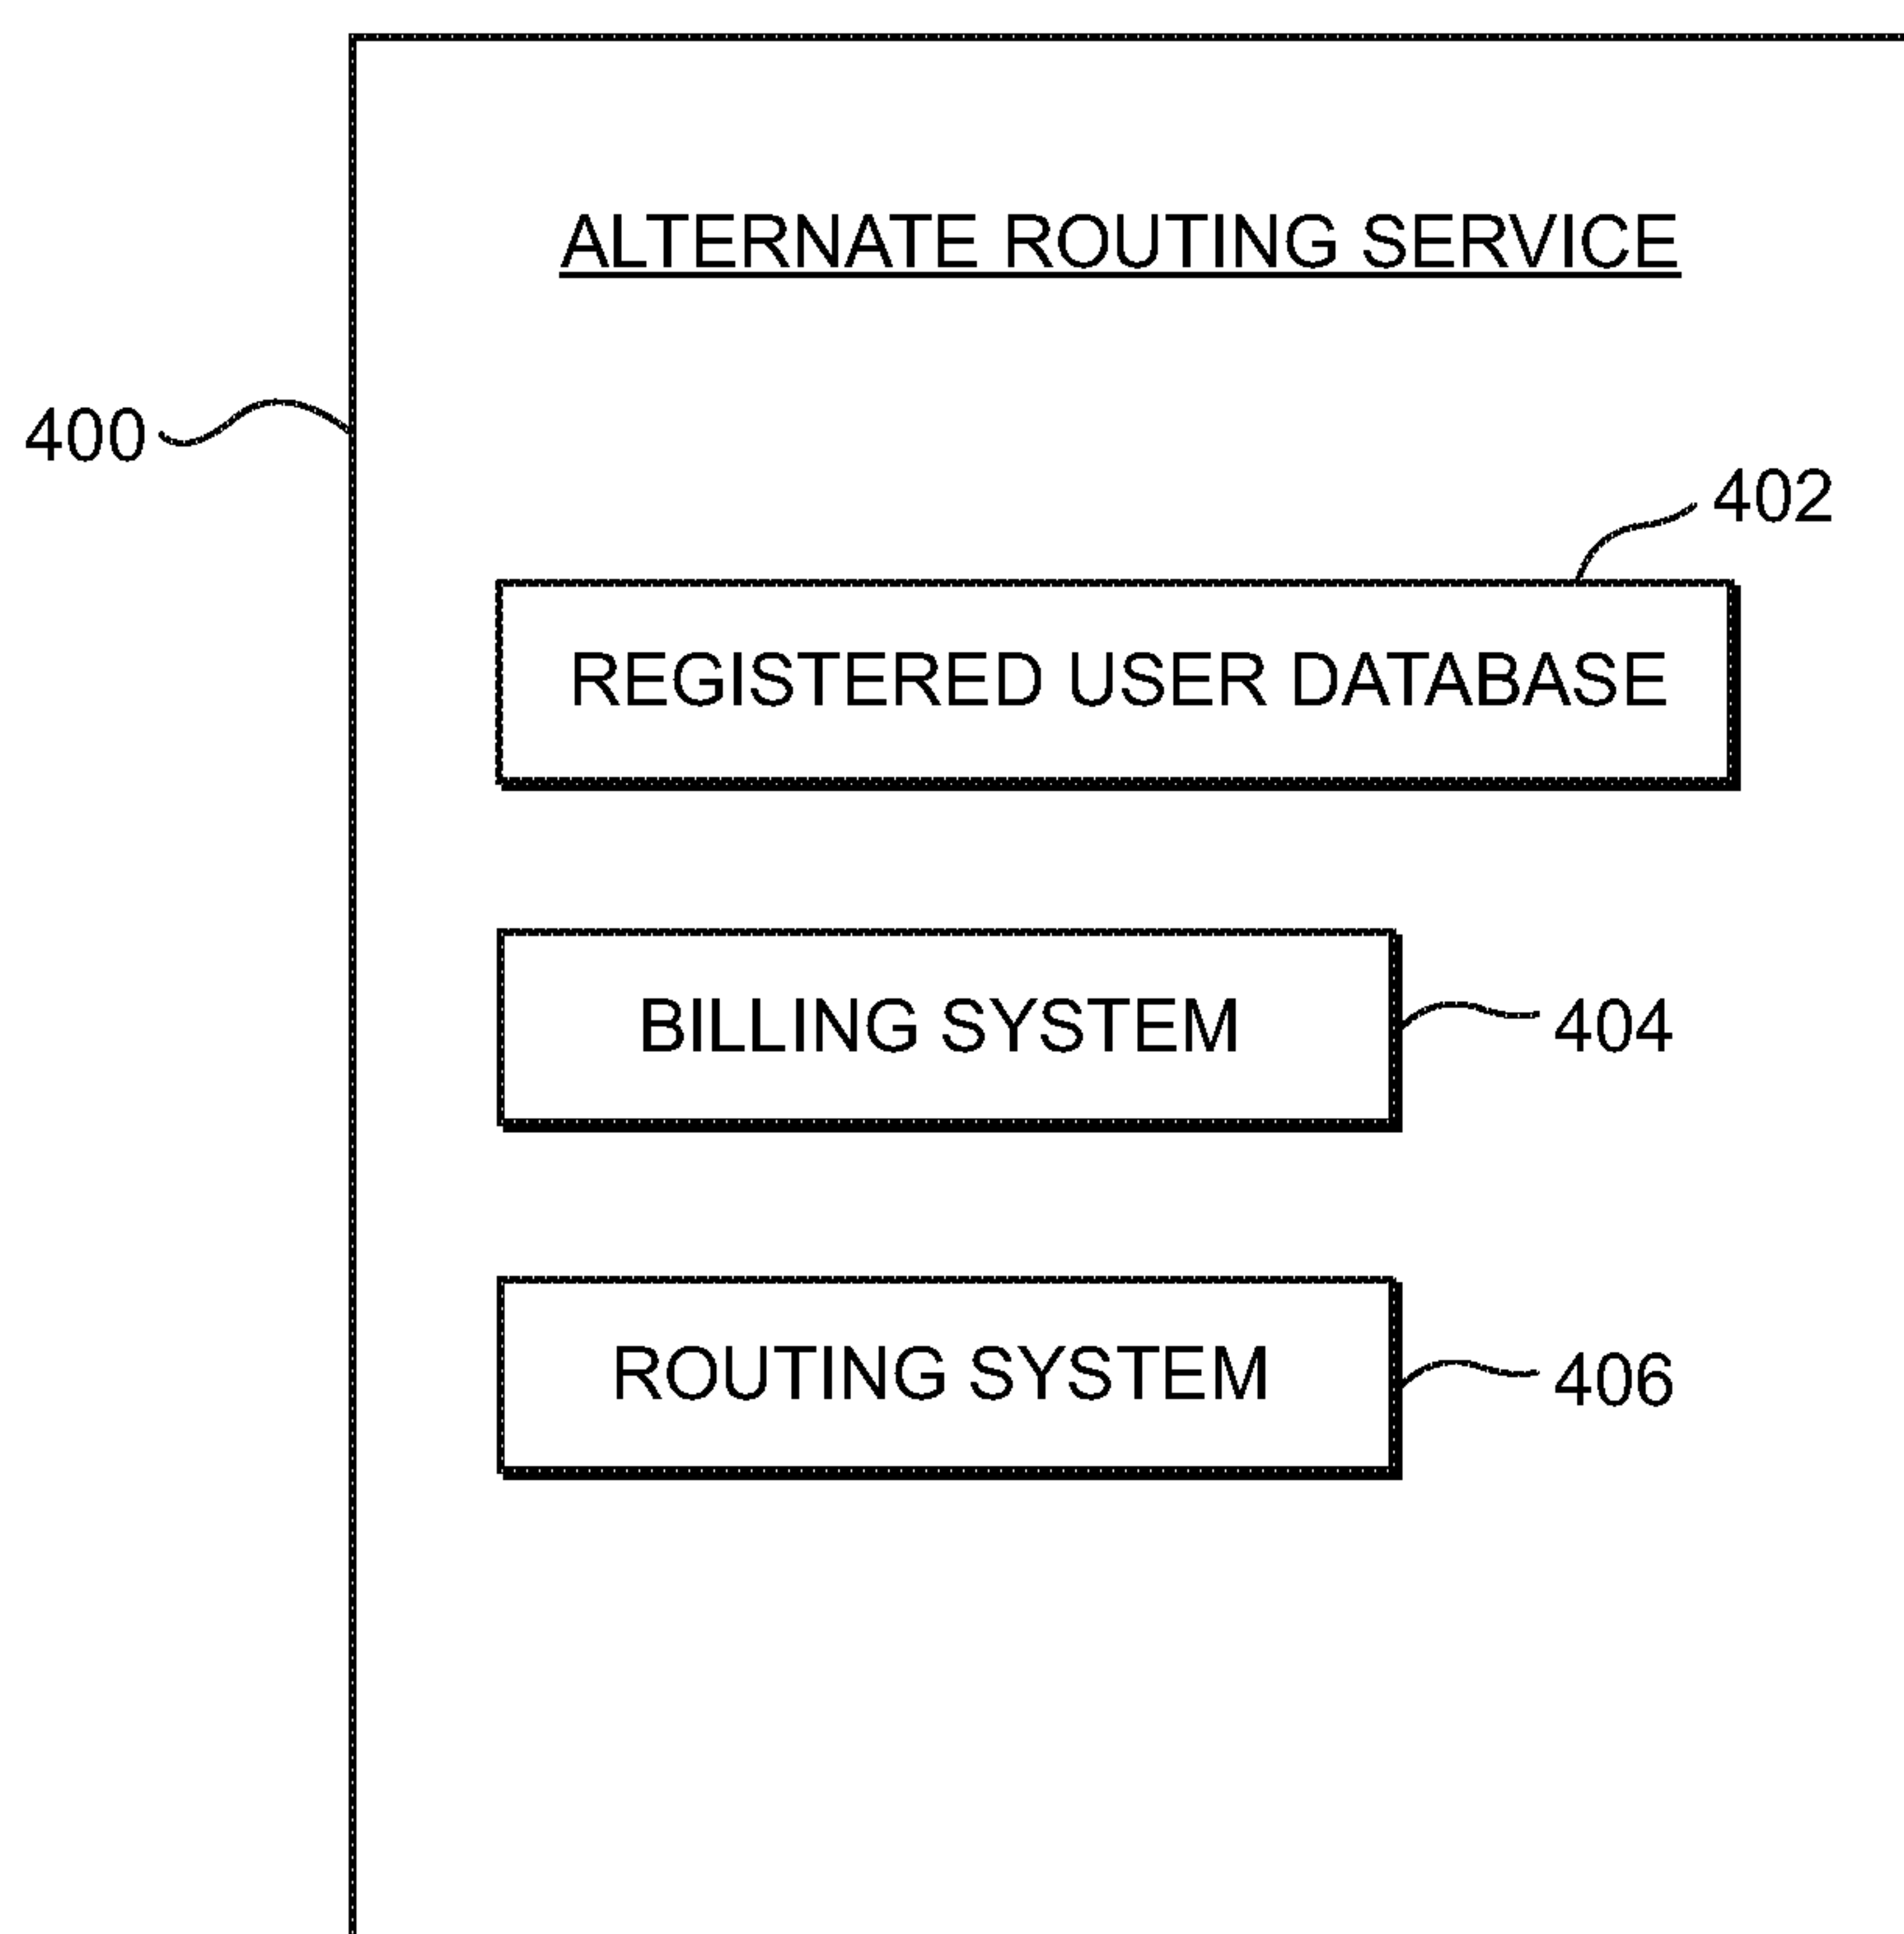 ALTERNATE ROUTING SERVICE
400
402
REGISTERED USER DATABASE
BILLING SYSTEM
404
ROUTING SYSTEM
406